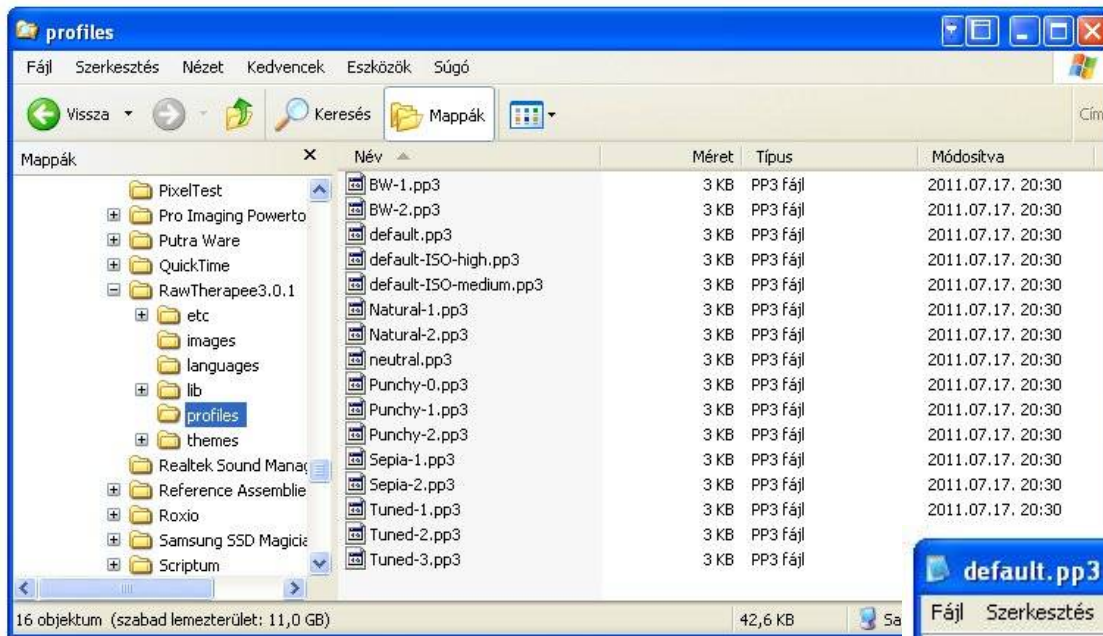 profiles
Fájl Szerkesztés Nézet Kedvencek Eszközök Súgó
Vissza Keresés Mappák Cím
Mappák
PixelTest
Pro Imaging Powerto
Putra Ware
QuickTime
RawTherapee3.0.1
etc
images
languages
lib
profiles
themes
Realtek Sound Manag
Reference Assemblie
Roxio
Samsung SSD Magicia
Scriptum
Név Méret Típus Módosítva
BW-1.pp3 3 KB PP3 fájl 2011.07.17. 20:30
BW-2.pp3 3 KB PP3 fájl 2011.07.17. 20:30
default.pp3 3 KB PP3 fájl 2011.07.17. 20:30
default-ISO-high.pp3 3 KB PP3 fájl 2011.07.17. 20:30
default-ISO-medium.pp3 3 KB PP3 fájl 2011.07.17. 20:30
Natural-1.pp3 3 KB PP3 fájl 2011.07.17. 20:30
Natural-2.pp3 3 KB PP3 fájl 2011.07.17. 20:30
neutral.pp3 3 KB PP3 fájl 2011.07.17. 20:30
Punchy-0.pp3 3 KB PP3 fájl 2011.07.17. 20:30
Punchy-1.pp3 3 KB PP3 fájl 2011.07.17. 20:30
Punchy-2.pp3 3 KB PP3 fájl 2011.07.17. 20:30
Sepia-1.pp3 3 KB PP3 fájl 2011.07.17. 20:30
Sepia-2.pp3 3 KB PP3 fájl 2011.07.17. 20:30
Tuned-1.pp3 3 KB PP3 fájl 2011.07.17. 20:30
Tuned-2.pp3 3 KB PP3 fájl
Tuned-3.pp3 3 KB PP3 fájl
16 objektum (szabad lemezterület: 11,0 GB) 42,6 KB Sa
default.pp3
Fájl Szerkesztés